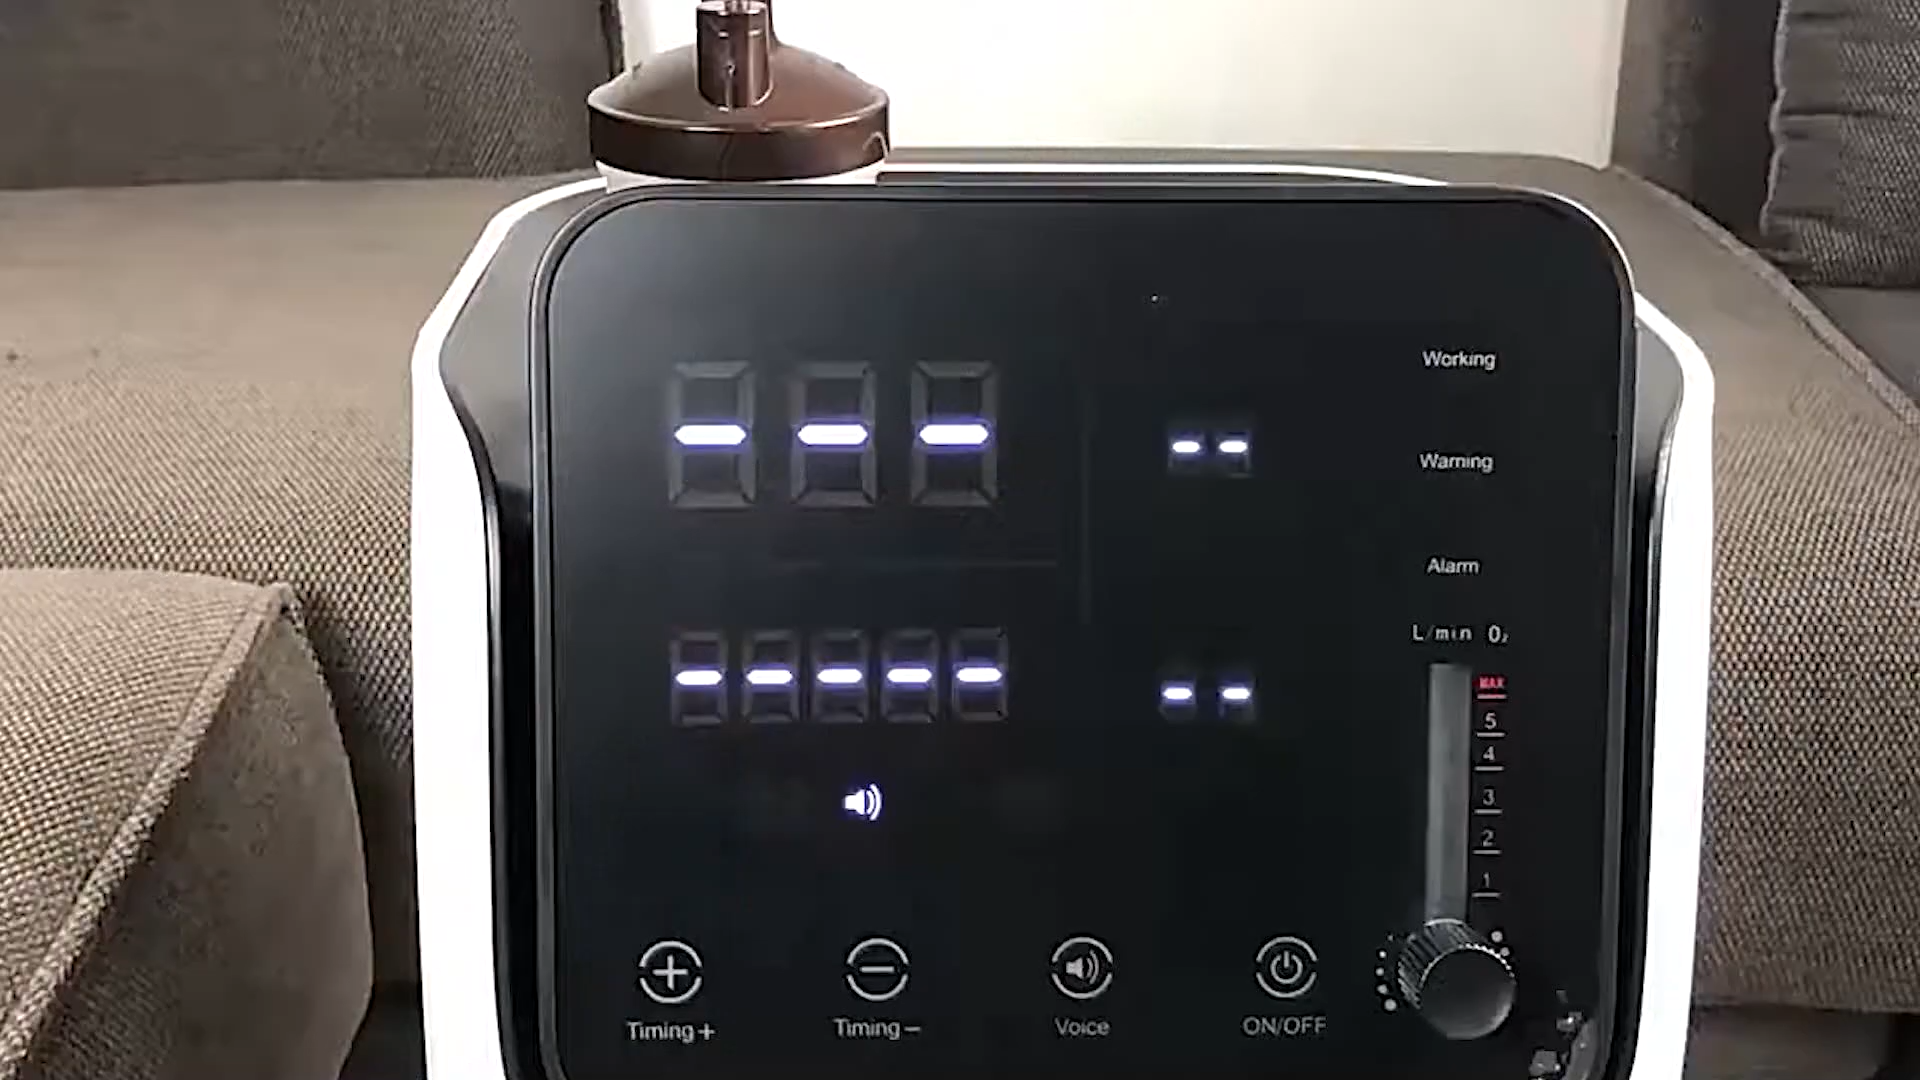 ---
--
Working
Warning
Alarm
L/min O₂
-----
--
MAX
5
4
3
2
1
Timing+
Timing−
Voice
ON/OFF